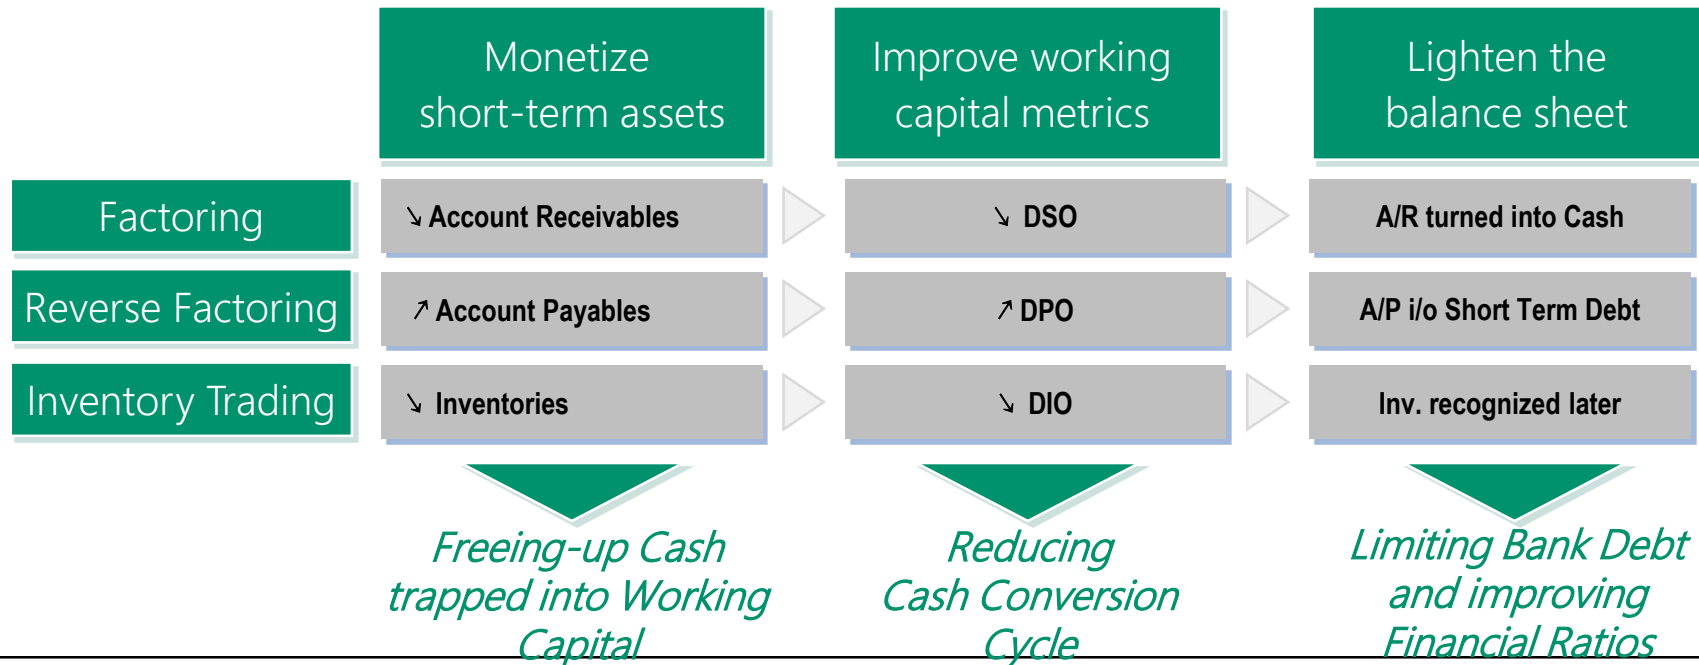 Monetize
short-term assets
Improve working
capital metrics
Lighten the
balance sheet
Factoring
↘ Account Receivables
↘ DSO
A/R turned into Cash
Reverse Factoring
↗ Account Payables
↗ DPO
A/P i/o Short Term Debt
Inventory Trading
↘ Inventories
↘ DIO
Inv. recognized later
Freeing-up Cash
trapped into Working
Capital
Reducing
Cash Conversion
Cycle
Limiting Bank Debt
and improving
Financial Ratios